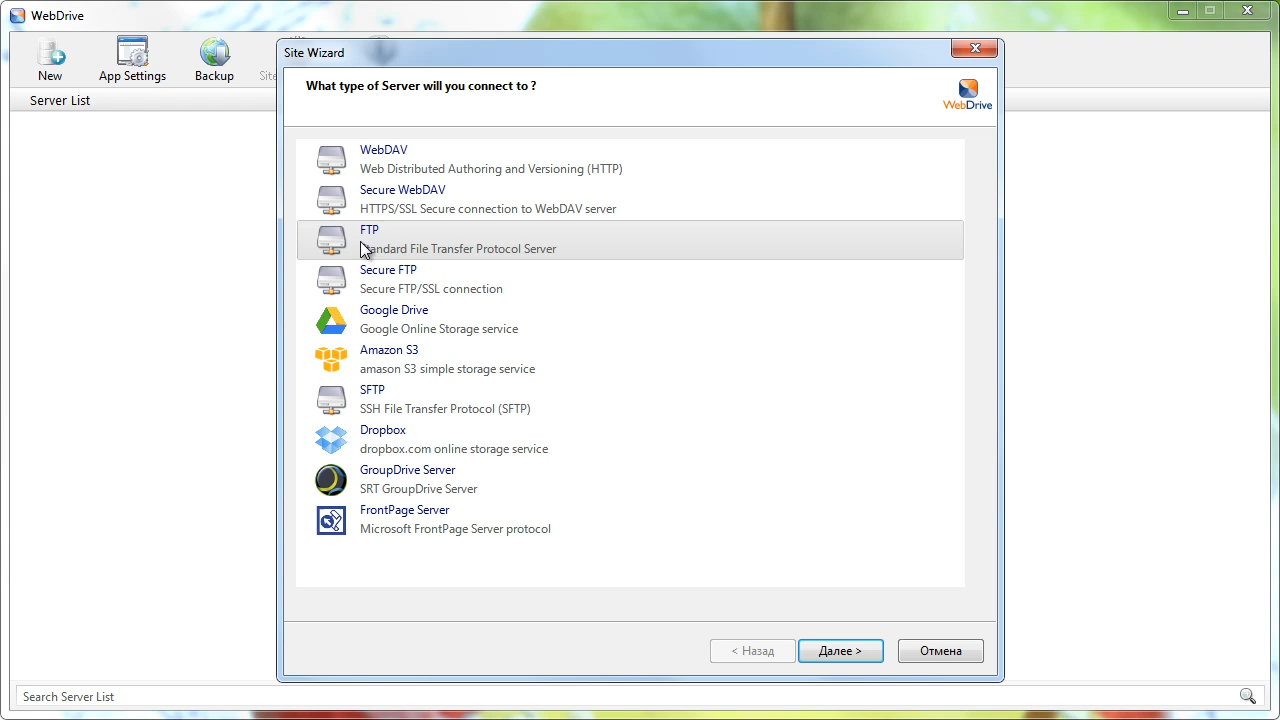 WebDrive
New
App Settings
Backup
Site
Server List
Site Wizard
What type of Server will you connect to ?
WebDrive
WebDAV
Web Distributed Authoring and Versioning (HTTP)
Secure WebDAV
HTTPS/SSL Secure connection to WebDAV server
FTP
Standard File Transfer Protocol Server
Secure FTP
Secure FTP/SSL connection
Google Drive
Google Online Storage service
Amazon S3
amason S3 simple storage service
SFTP
SSH File Transfer Protocol (SFTP)
Dropbox
dropbox.com online storage service
GroupDrive Server
SRT GroupDrive Server
FrontPage Server
Microsoft FrontPage Server protocol
< Назад
Далее >
Отмена
Search Server List